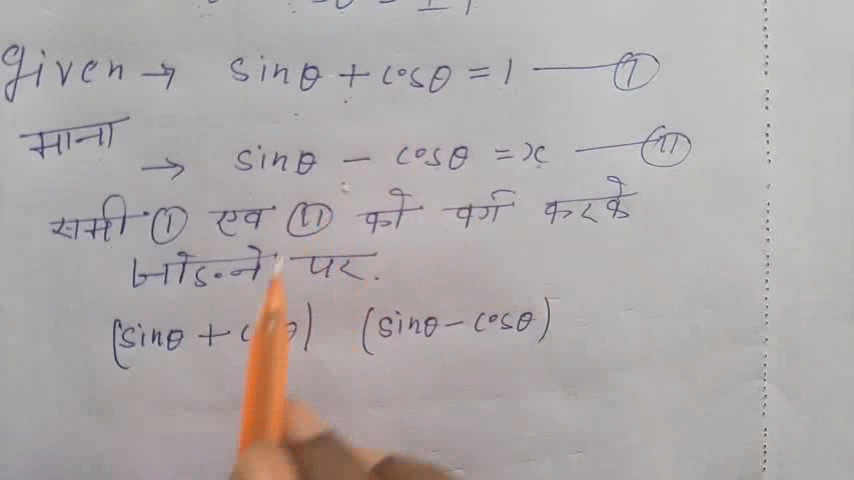 Given → sinθ + cosθ = 1 —— (I)
माना
→ sinθ - cosθ = x —— (II)
समी (I) एव (II) को वर्ग करके
जोड.ने पर.
(sinθ + (sinθ - cosθ)